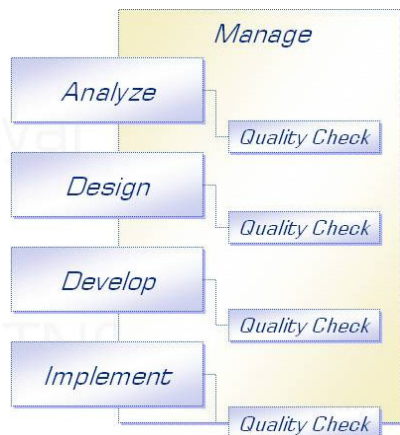 Manage
Analyze
Quality Check
Design
Quality Check
Develop
Quality Check
Implement
Quality Check